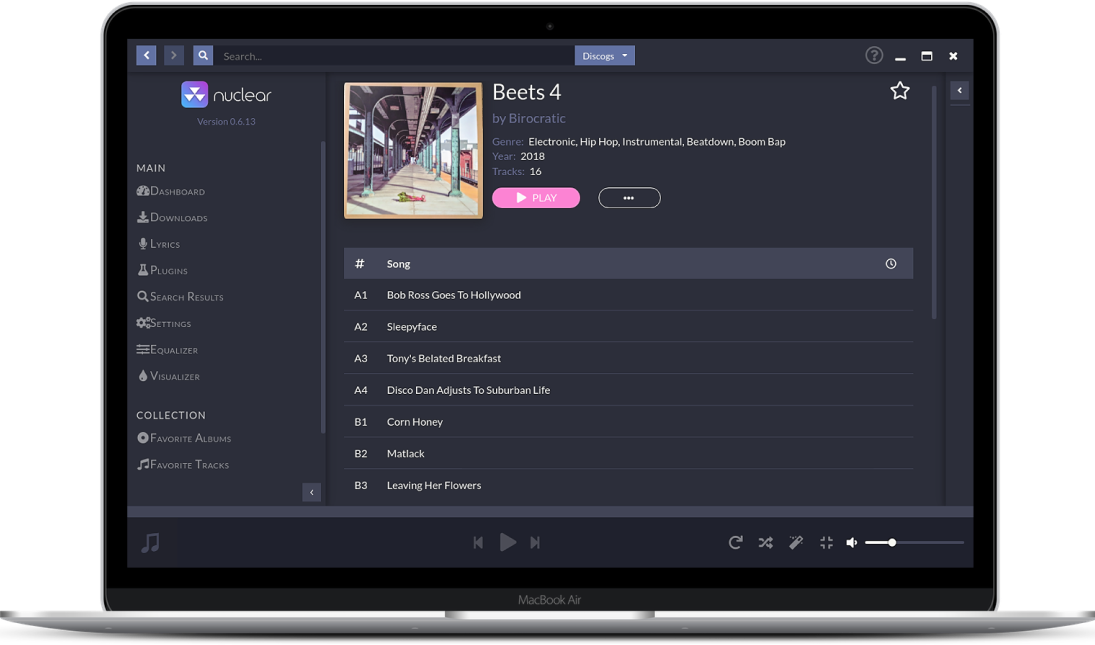 Search...
Discogs
?
nuclear
Version 0.6.13
MAIN
Dashboard
Downloads
Lyrics
Plugins
Search Results
Settings
Equalizer
Visualizer
COLLECTION
Favorite Albums
Favorite Tracks
Beets 4
by Birocratic
Genre: Electronic, Hip Hop, Instrumental, Beatdown, Boom Bap
Year: 2018
Tracks: 16
PLAY
# Song
A1 Bob Ross Goes To Hollywood
A2 Sleepyface
A3 Tony's Belated Breakfast
A4 Disco Dan Adjusts To Suburban Life
B1 Corn Honey
B2 Matlack
B3 Leaving Her Flowers
MacBook Air